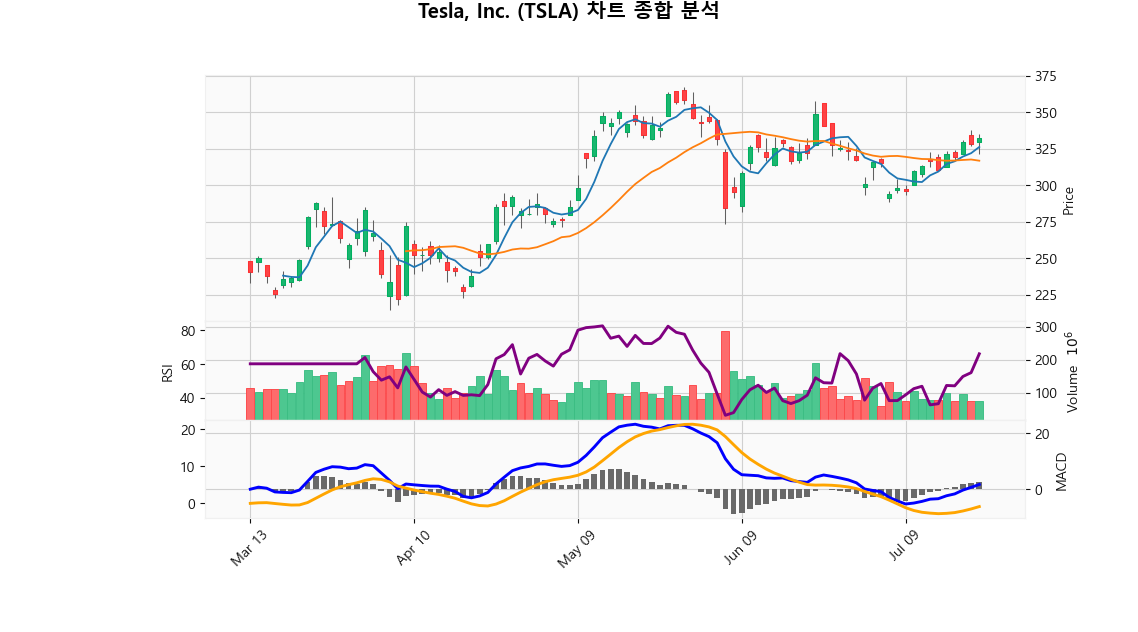 Tesla, Inc. (TSLA) 차트 종합 분석
375
350
325
300
275
250
225
Price
80
60
40
RSI
300
200
100
Volume 10⁶
20
10
0
20
0
MACD
Mar 13
Apr 10
May 09
Jun 09
Jul 09